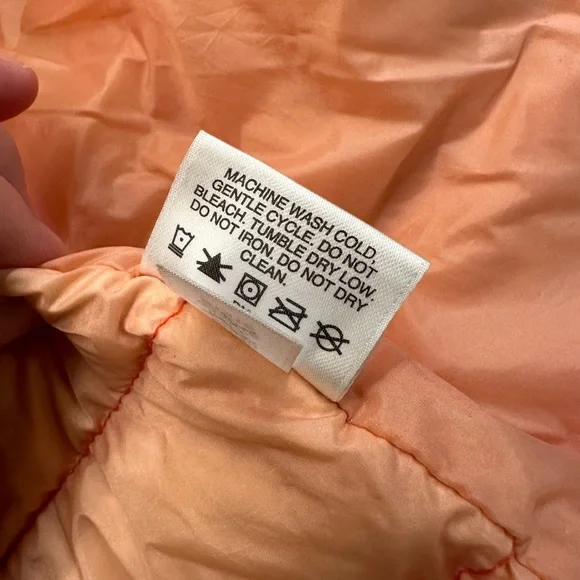 MACHINE WASH COLD,
GENTLE CYCLE. DO NOT
BLEACH. TUMBLE DRY LOW.
DO NOT IRON. DO NOT DRY
CLEAN.